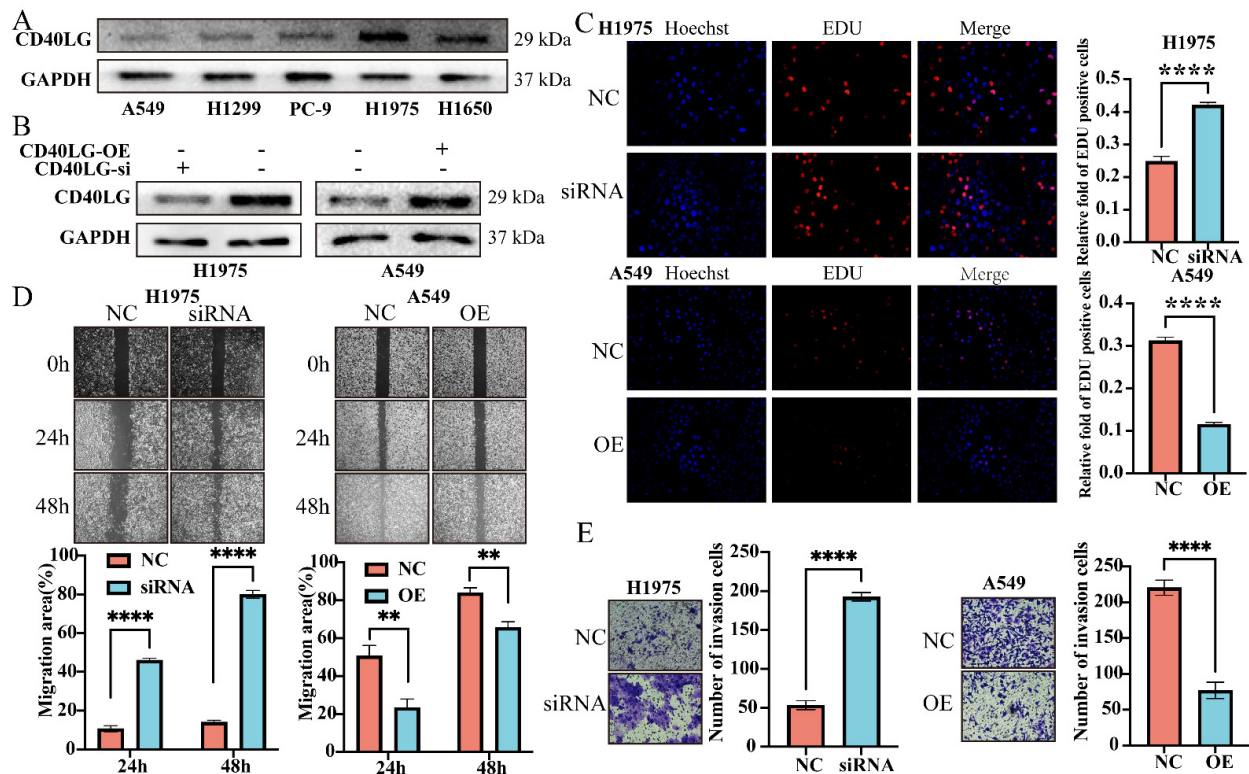 A
CD40LG
29 kDa
GAPDH
37 kDa
A549 H1299 PC-9 H1975 H1650
B
CD40LG-OE - - - +
CD40LG-si + - - -
CD40LG
29 kDa
GAPDH
37 kDa
H1975 A549
C
H1975 Hoechst EDU Merge
NC
siRNA
A549 Hoechst EDU Merge
NC
OE
H1975
Relative fold of EDU positive cells
0.5
0.4
0.3
0.2
0.1
0.0
****
NC siRNA
A549
Relative fold of EDU positive cells
0.4
0.3
0.2
0.1
0.0
****
NC OE
D
H1975
NC siRNA
0h
24h
48h
A549
NC OE
0h
24h
48h
Migration area(%)
100
80
60
40
20
0
NC
siRNA
****
****
24h 48h
Migration area(%)
100
80
60
40
20
0
NC
OE
**
**
24h 48h
E
H1975
NC
siRNA
Number of invasion cells
250
200
150
100
50
0
****
NC siRNA
A549
NC
OE
Number of invasion cells
300
250
200
150
100
50
0
****
NC OE